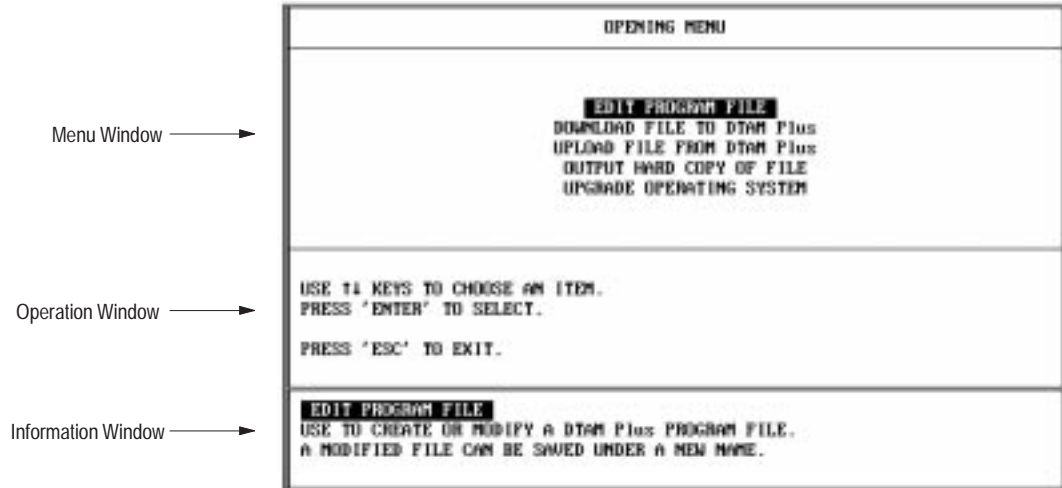 OPENING MENU
Menu Window
EDIT PROGRAM FILE
DOWNLOAD FILE TO DTAM Plus
UPLOAD FILE FROM DTAM Plus
OUTPUT HARD COPY OF FILE
UPGRADE OPERATING SYSTEM
Operation Window
USE ↑↓ KEYS TO CHOOSE AN ITEM.
PRESS 'ENTER' TO SELECT.
PRESS 'ESC' TO EXIT.
Information Window
EDIT PROGRAM FILE
USE TO CREATE OR MODIFY A DTAM Plus PROGRAM FILE.
A MODIFIED FILE CAN BE SAVED UNDER A NEW NAME.